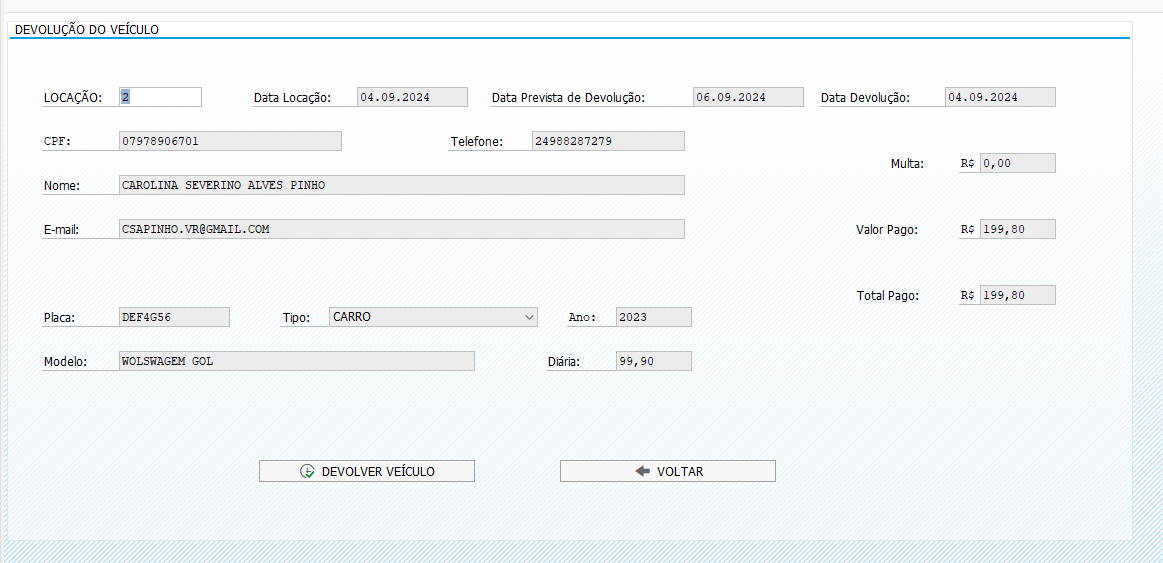 DEVOLUÇÃO DO VEÍCULO
LOCAÇÃO: 2 Data Locação: 04.09.2024 Data Prevista de Devolução: 06.09.2024 Data Devolução: 04.09.2024
CPF: 07978906701 Telefone: 24988287279
Multa: R$ 0,00
Nome: CAROLINA SEVERINO ALVES PINHO
E-mail: CSAPINHO.VR@GMAIL.COM Valor Pago: R$ 199,80
Total Pago: R$ 199,80
Placa: DEF4G56 Tipo: CARRO Ano: 2023
Modelo: WOLSWAGEM GOL Diária: 99,90
DEVOLVER VEÍCULO VOLTAR